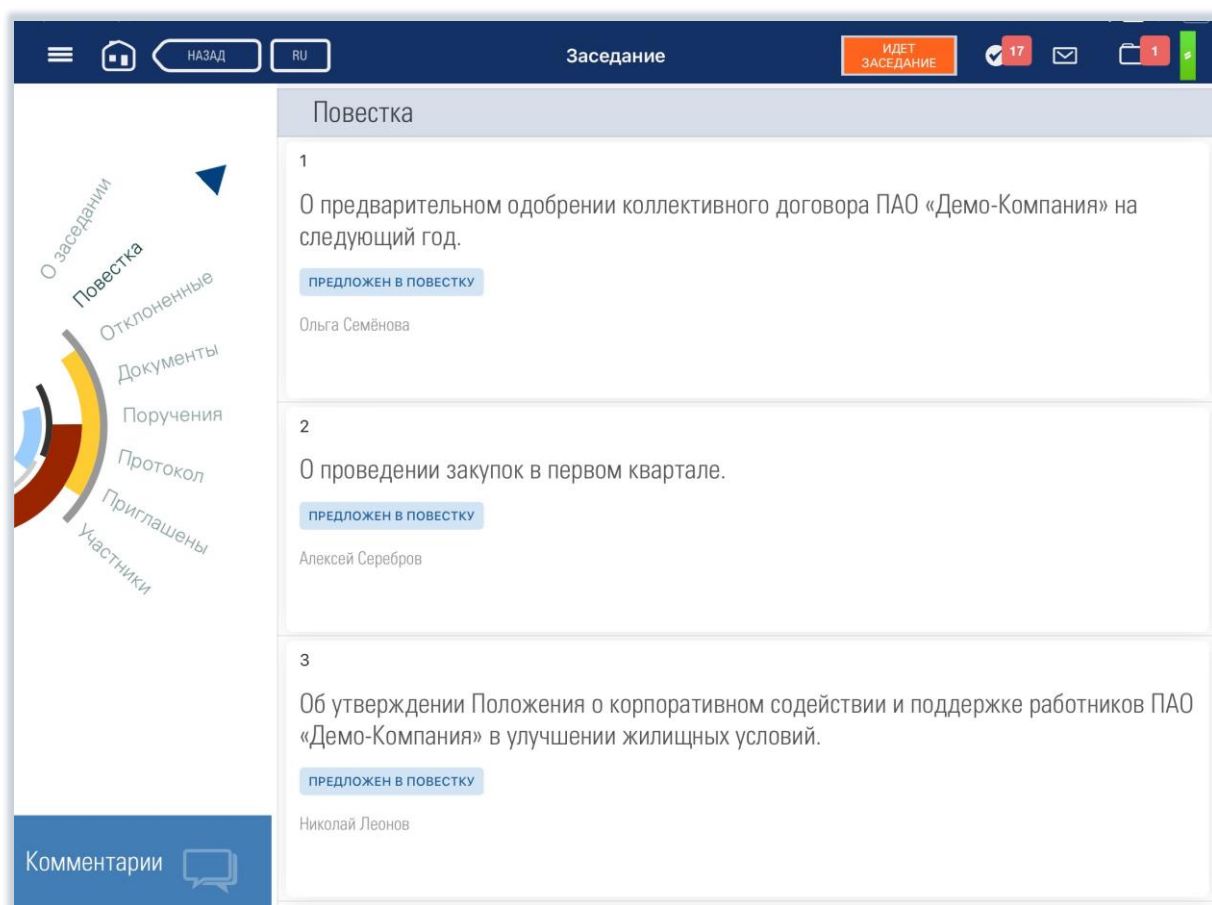 НАЗАД
RU
Заседание
ИДЕТ
ЗАСЕДАНИЕ
17
1
О заседании
Повестка
Отклоненные
Документы
Поручения
Протокол
Приглашены
Участники
Комментарии
Повестка
1
О предварительном одобрении коллективного договора ПАО «Демо-Компания» на
следующий год.
ПРЕДЛОЖЕН В ПОВЕСТКУ
Ольга Семёнова
2
О проведении закупок в первом квартале.
ПРЕДЛОЖЕН В ПОВЕСТКУ
Алексей Серебров
3
Об утверждении Положения о корпоративном содействии и поддержке работников ПАО
«Демо-Компания» в улучшении жилищных условий.
ПРЕДЛОЖЕН В ПОВЕСТКУ
Николай Леонов